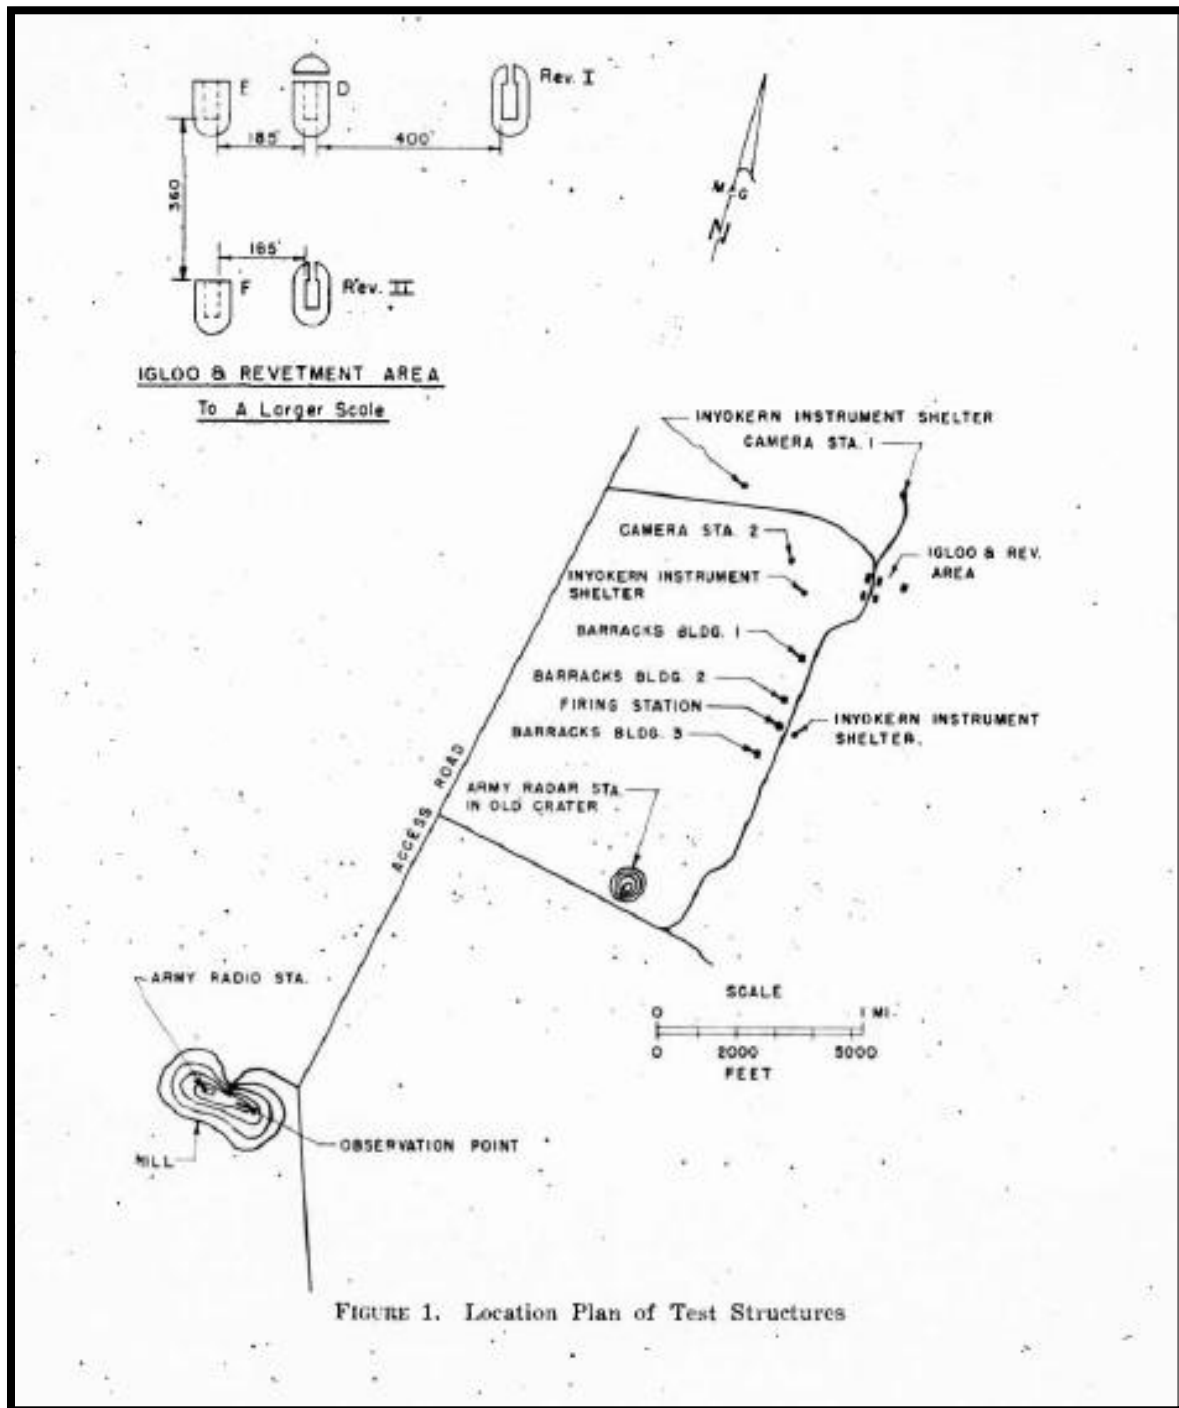 E
D
Rev. I
185'
400'
360
M G
N
165'
F
Rev. II
IGLOO & REVETMENT AREA
To A Larger Scale
INYOKERN INSTRUMENT SHELTER
CAMERA STA. 1
CAMERA STA. 2
IGLOO & REV.
AREA
INYOKERN INSTRUMENT
SHELTER
BARRACKS BLDG. 1
BARRACKS BLDG. 2
FIRING STATION
BARRACKS BLDG. 3
INYOKERN INSTRUMENT
SHELTER.
ACCESS ROAD
ARMY RADAR STA.
IN OLD CRATER
ARMY RADIO STA.
SCALE
0 1 MI.
0 2000 5000
FEET
OBSERVATION POINT
HILL
FIGURE 1. Location Plan of Test Structures